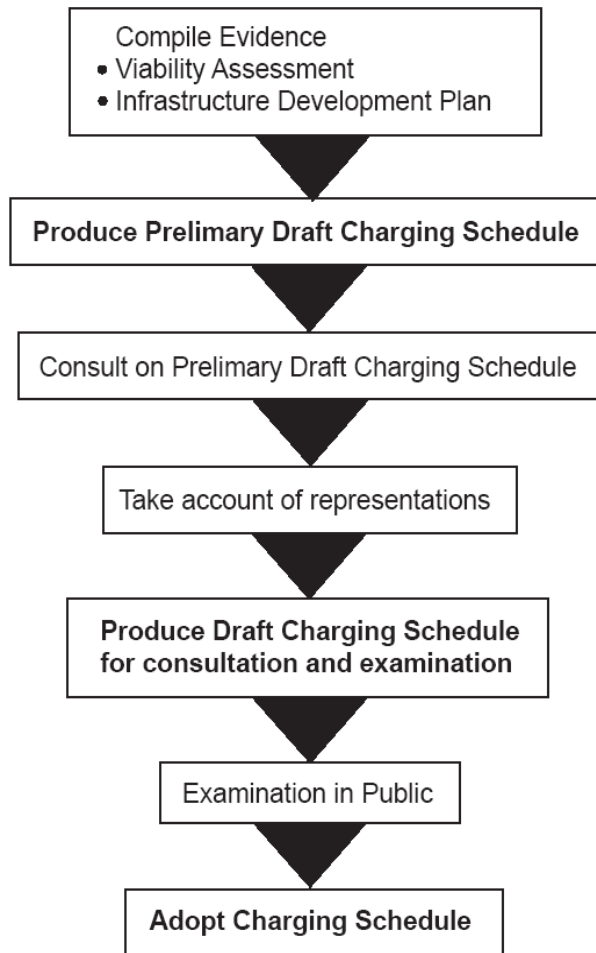 Compile Evidence
• Viability Assessment
• Infrastructure Development Plan
Produce Prelimary Draft Charging Schedule
Consult on Prelimary Draft Charging Schedule
Take account of representations
Produce Draft Charging Schedule
for consultation and examination
Examination in Public
Adopt Charging Schedule